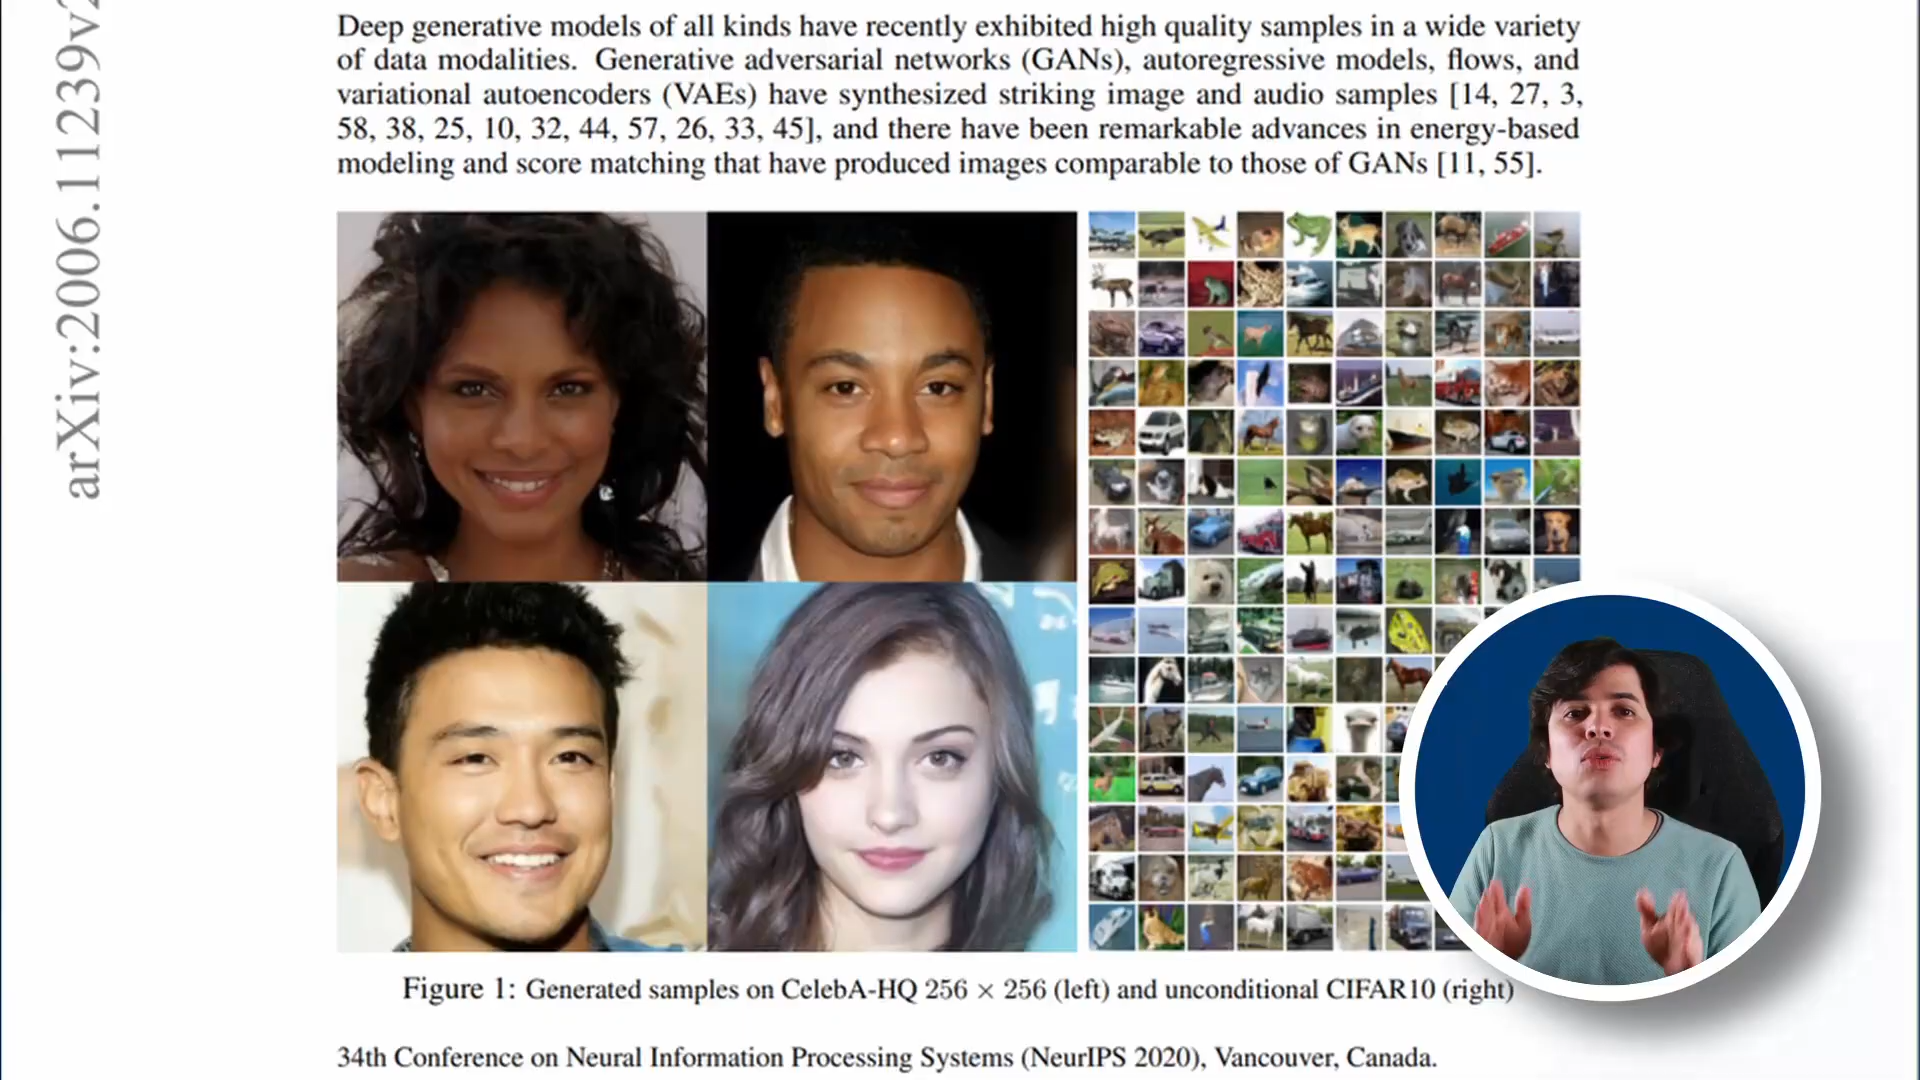 arXiv:2006.11239v2
Deep generative models of all kinds have recently exhibited high quality samples in a wide variety
of data modalities. Generative adversarial networks (GANs), autoregressive models, flows, and
variational autoencoders (VAEs) have synthesized striking image and audio samples [14, 27, 3,
58, 38, 25, 10, 32, 44, 57, 26, 33, 45], and there have been remarkable advances in energy-based
modeling and score matching that have produced images comparable to those of GANs [11, 55].
Figure 1: Generated samples on CelebA-HQ 256 × 256 (left) and unconditional CIFAR10 (right)
34th Conference on Neural Information Processing Systems (NeurIPS 2020), Vancouver, Canada.